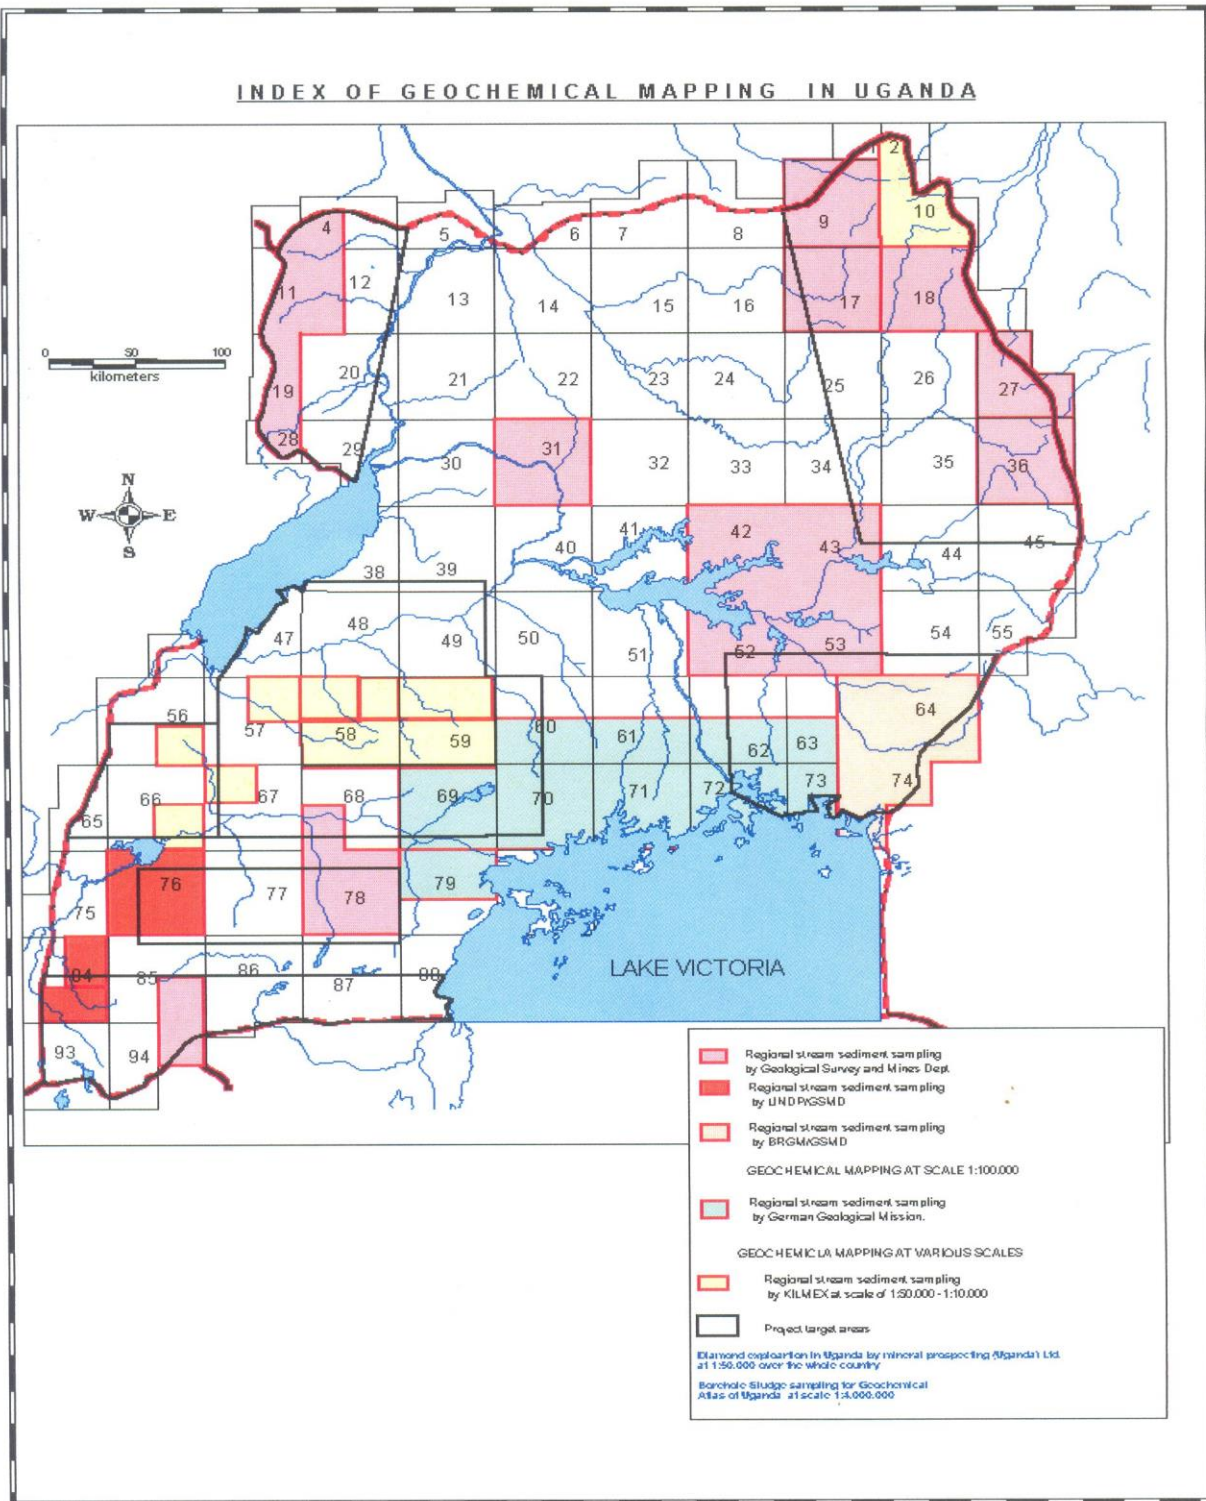 INDEX OF GEOCHEMICAL MAPPING IN UGANDA
2
4 5 6 7 8 9 10
11 12 13 14 15 16 17 18
0 50 100
kilometers
19 20 21 22 23 24 25 26 27
28 29 30 31 32 33 34 35 36
N
W E
S
38 39 40 41 42 43 44 45
47 48 49 50 51 52 53 54 55
56 57 58 59 60 61 62 63 64
65 66 67 68 69 70 71 72 73 74
75 76 77 78 79
84 85 86 87 88
LAKE VICTORIA
93 94
Regional stream sediment sampling
by Geological Survey and Mines Dept
Regional stream sediment sampling
by UNDP/GSMD
Regional stream sediment sampling
by BRGM/GSMD
GEOCHEMICAL MAPPING AT SCALE 1:100.000
Regional stream sediment sampling
by German Geological Mission.
GEOCHEMICLA MAPPING AT VARIOUS SCALES
Regional stream sediment sampling
by KILMEX at scale of 1:50.000 - 1:10.000
Project target areas
Diamond exploartion in Uganda by mineral prospecting (Uganda) Ltd.
at 1:50.000 over the whole country
Borehole Sludge sampling for Geochemical
Atlas of Uganda at scale 1:4.000.000